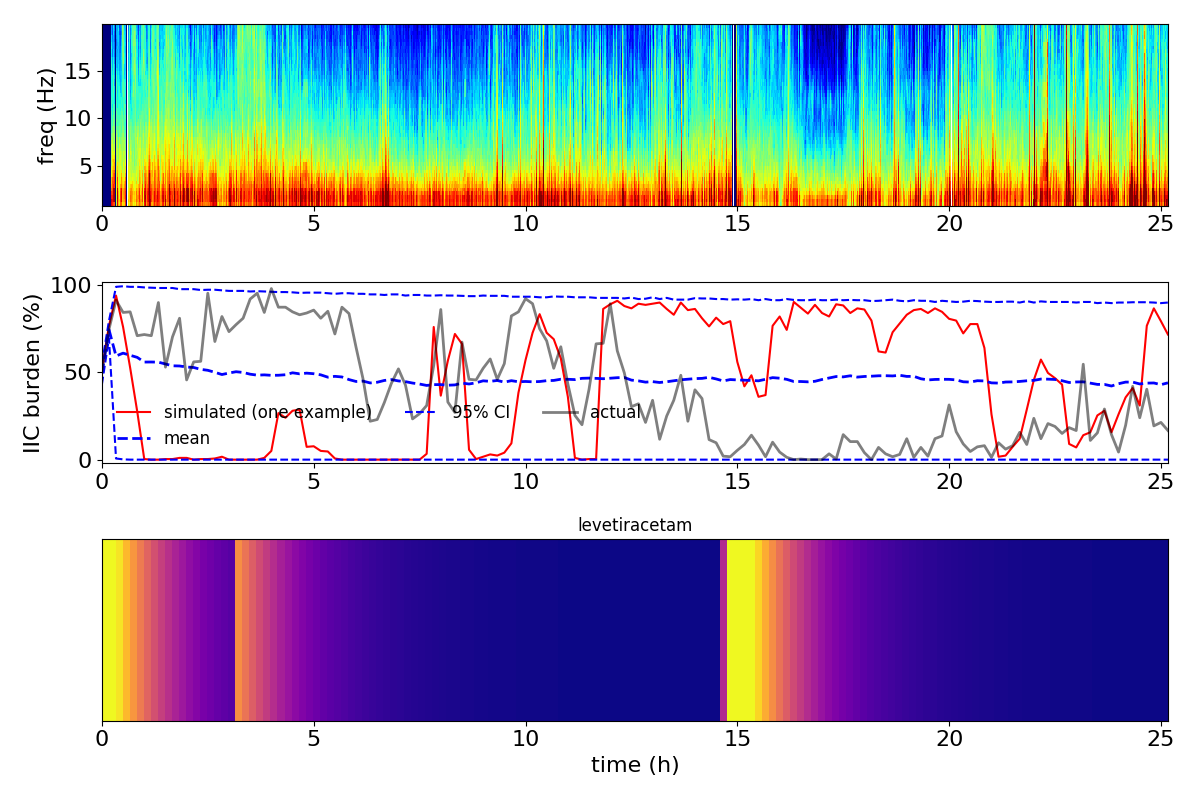 freq (Hz)
15
10
5
0 5 10 15 20 25
IIC burden (%)
100
50
0
simulated (one example) 95% CI actual
mean
0 5 10 15 20 25
levetiracetam
0 5 10 15 20 25
time (h)